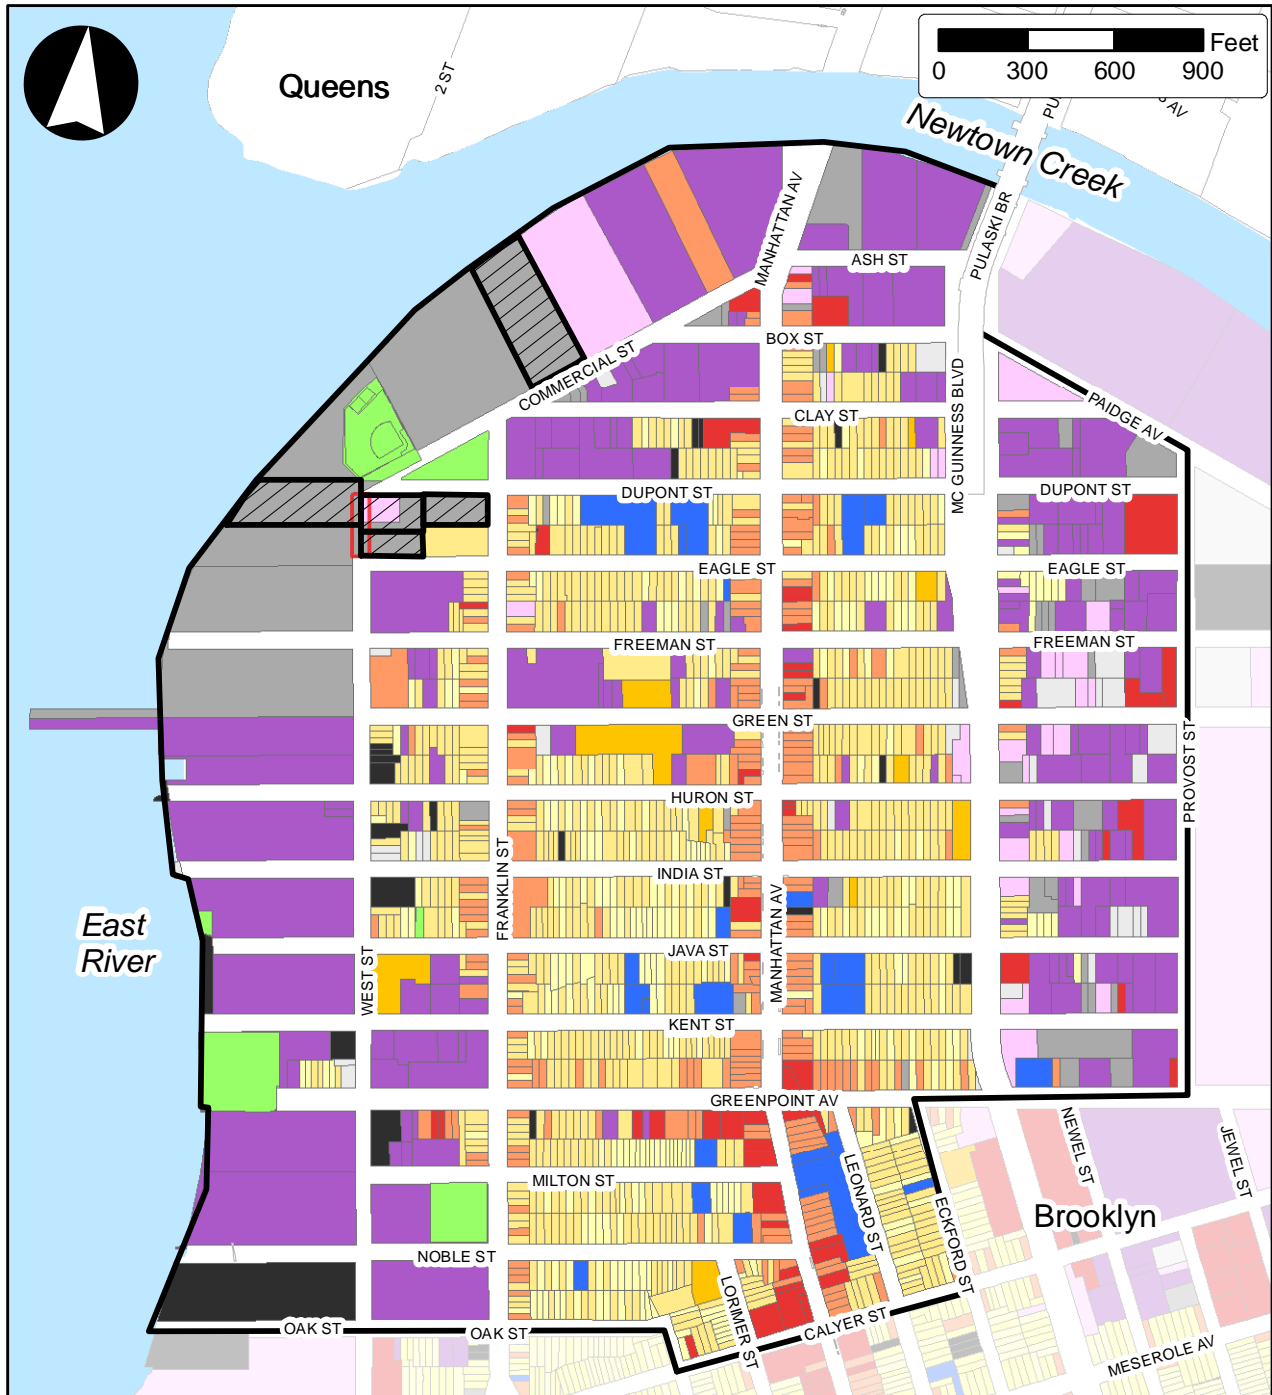 Feet
0 300 600 900
Queens
2 ST
PU
S AV
Newtown Creek
MANHATTAN AV
PULASKI BR
ASH ST
BOX ST
COMMERCIAL ST
MC GUINNESS BLVD
PAIDGE AV
CLAY ST
DUPONT ST
DUPONT ST
EAGLE ST
EAGLE ST
FREEMAN ST
FREEMAN ST
GREEN ST
PROVOST ST
HURON ST
FRANKLIN ST
INDIA ST
MANHATTAN AV
East
River
WEST ST
JAVA ST
KENT ST
GREENPOINT AV
NEWEL ST
JEWEL ST
LEONARD ST
MILTON ST
ECKFORD ST
Brooklyn
NOBLE ST
LORIMER ST
OAK ST
OAK ST
CALYER ST
MESEROLE AV